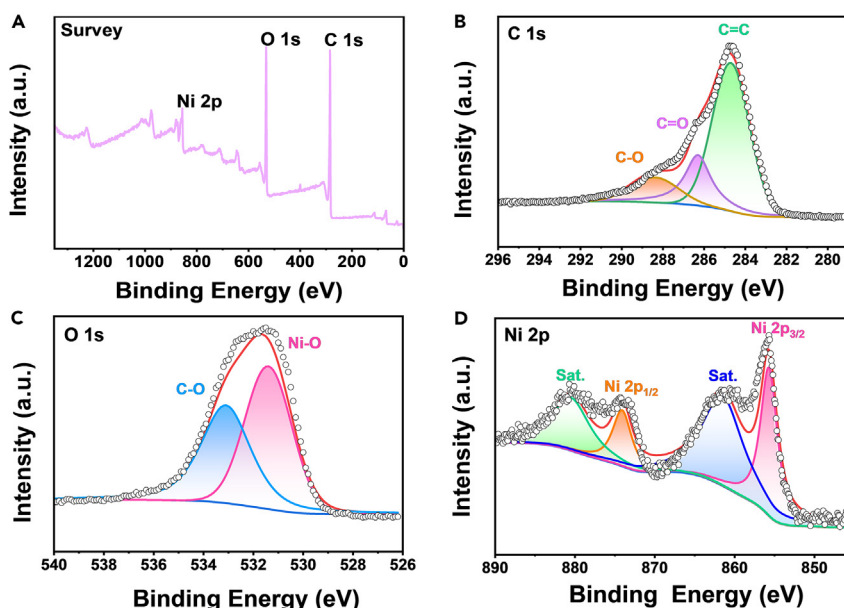 A
Survey
O 1s
C 1s
Ni 2p
Intensity (a.u.)
1200 1000 800 600 400 200 0
Binding Energy (eV)
B
C 1s
C=C
C=O
C-O
Intensity (a.u.)
296 294 292 290 288 286 284 282 280
Binding Energy (eV)
C
O 1s
Ni-O
C-O
Intensity (a.u.)
540 538 536 534 532 530 528 526
Binding Energy (eV)
D
Ni 2p
Ni 2p3/2
Sat.
Ni 2p1/2
Sat.
Intensity (a.u.)
890 880 870 860 850
Binding Energy (eV)